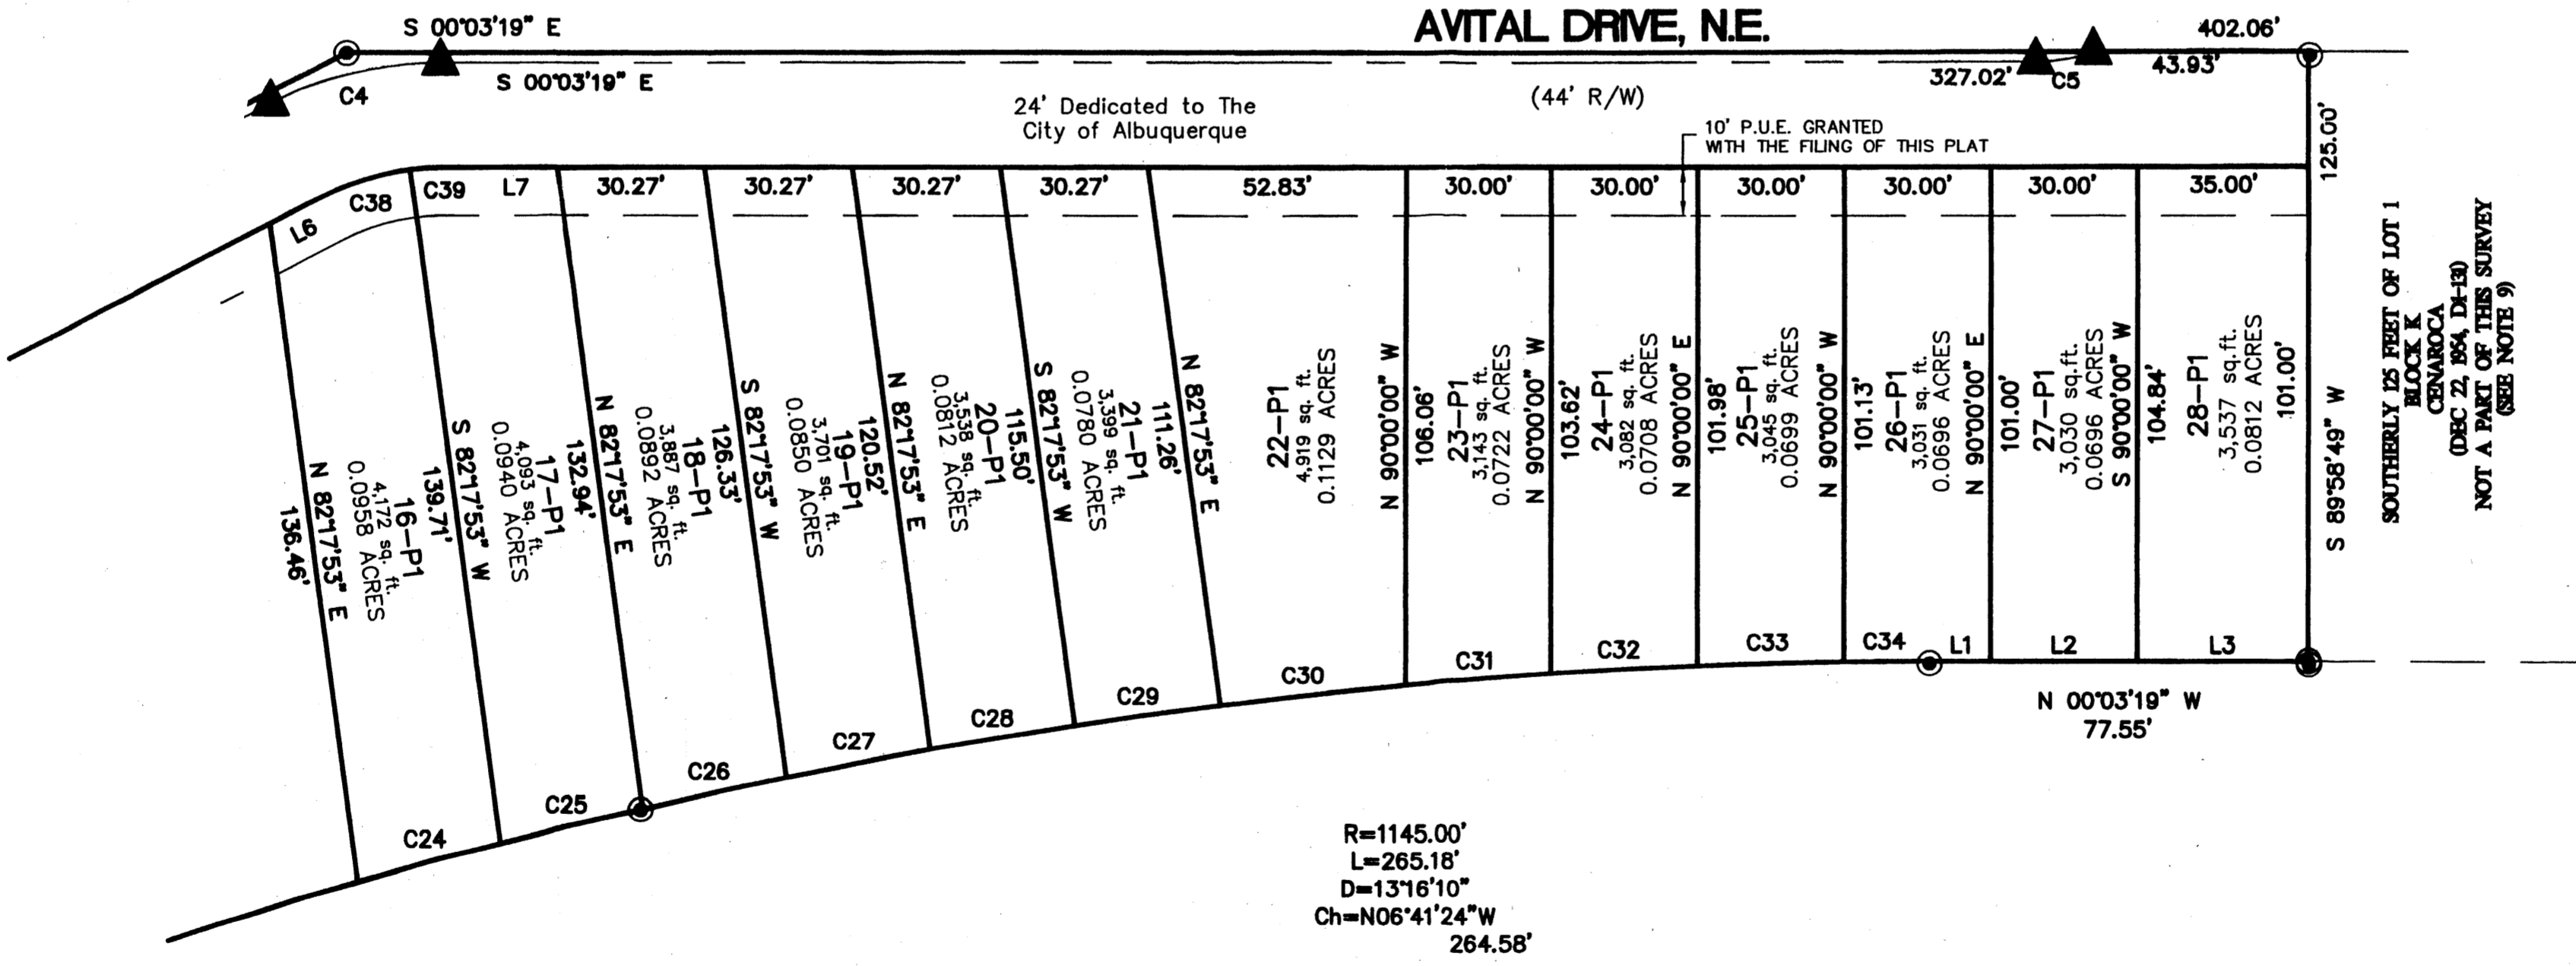 AVITAL DRIVE, N.E.
S 00°03'19" E
402.06'
S 00°03'19" E
C4
327.02'
C5
43.93'
24' Dedicated to The
City of Albuquerque
(44' R/W)
10' P.U.E. GRANTED
WITH THE FILING OF THIS PLAT
125.00'
S 89°58'49" W
L6
C38
C39
L7
30.27'
30.27'
30.27'
30.27'
52.83'
30.00'
30.00'
30.00'
30.00'
30.00'
35.00'
136.46'
N 82°17'53" E
0.0958 ACRES
4,172 sq. ft.
16-P1
139.71'
S 82°17'53" W
0.0940 ACRES
4,093 sq. ft.
17-P1
132.94'
N 82°17'53" E
0.0892 ACRES
3,887 sq. ft.
18-P1
126.33'
S 82°17'53" W
0.0850 ACRES
3,701 sq. ft.
19-P1
120.52'
N 82°17'53" E
0.0812 ACRES
3,538 sq. ft.
20-P1
115.50'
S 82°17'53" W
0.0780 ACRES
3,399 sq. ft.
21-P1
111.26'
N 82°17'53" E
22-P1
4,919 sq. ft.
0.1129 ACRES
N 90°00'00" W
106.06'
23-P1
3,143 sq. ft.
0.0722 ACRES
N 90°00'00" W
103.62'
24-P1
3,082 sq. ft.
0.0708 ACRES
N 90°00'00" E
101.98'
25-P1
3,045 sq. ft.
0.0699 ACRES
N 90°00'00" W
101.13'
26-P1
3,031 sq. ft.
0.0696 ACRES
N 90°00'00" E
101.00'
27-P1
3,030 sq.ft.
0.0696 ACRES
S 90°00'00" W
104.84'
28-P1
3,537 sq.ft.
0.0812 ACRES
101.00'
SOUTHERLY 125 FEET OF LOT 1
BLOCK K
CENAROCA
(DEC 22, 1954, D1-131)
NOT A PART OF THIS SURVEY
(SEE NOTE 9)
C24
C25
C26
C27
C28
C29
C30
C31
C32
C33
C34
L1
L2
L3
N 00°03'19" W
77.55'
R=1145.00'
L=265.18'
D=13°16'10"
Ch=N06°41'24"W
264.58'